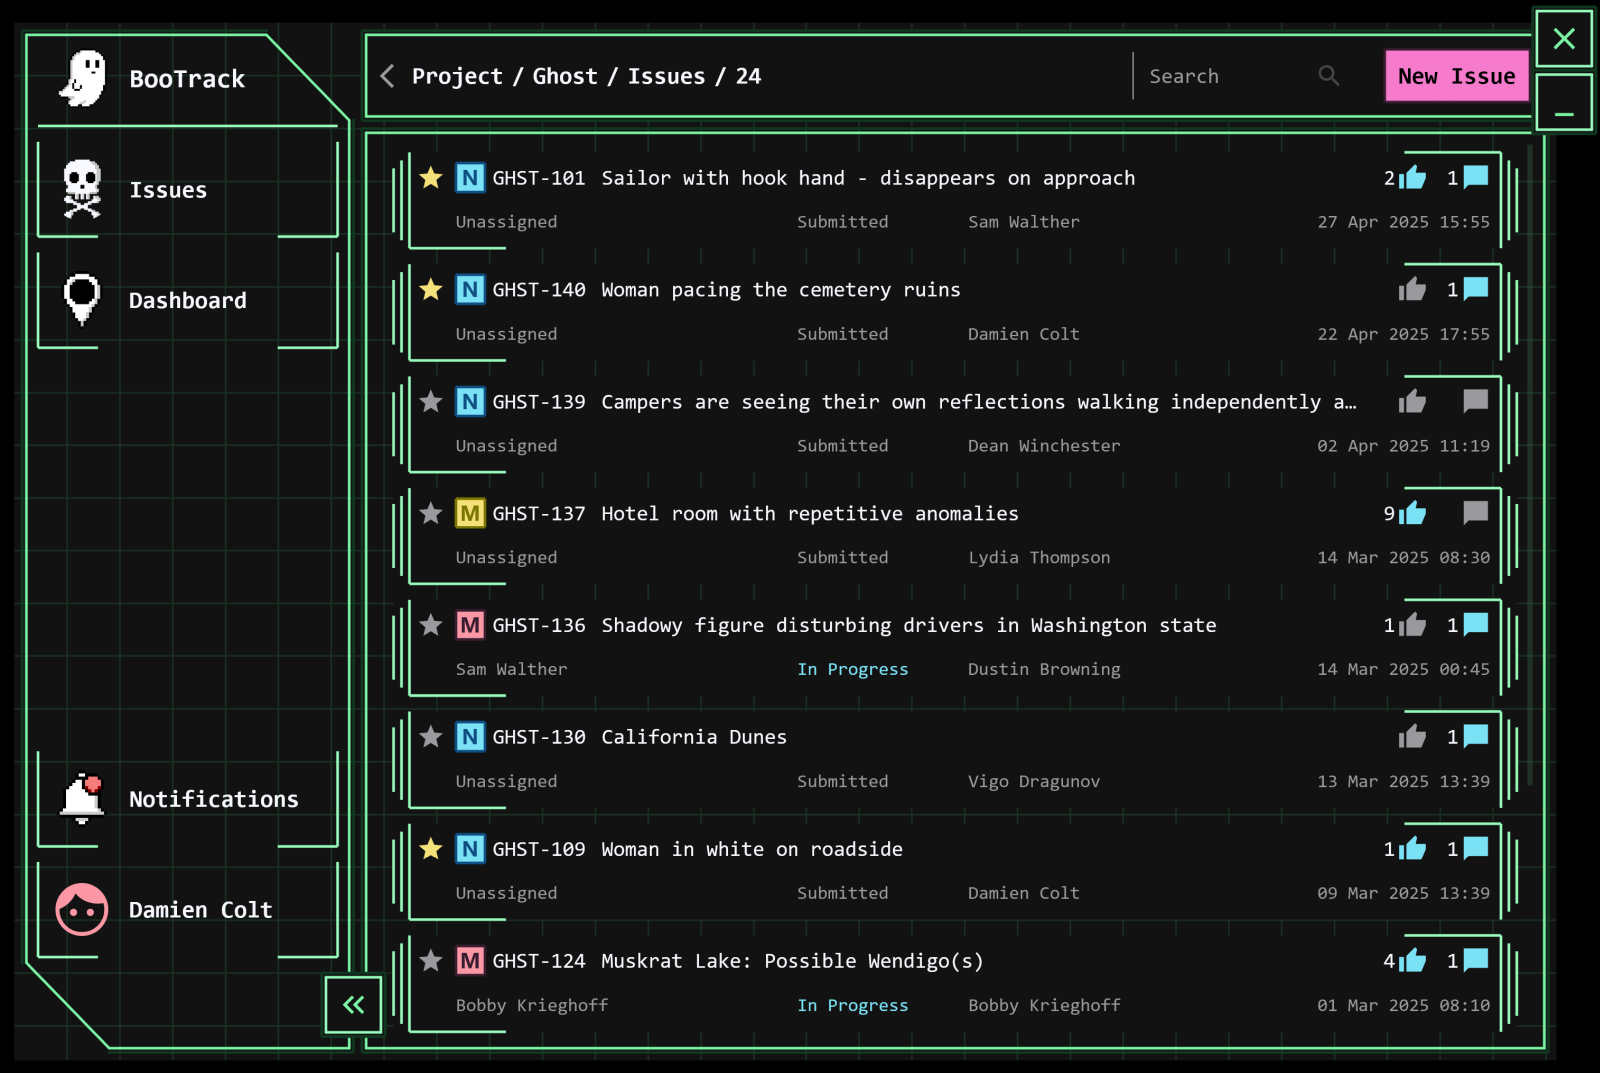 BooTrack
Issues
Dashboard
Notifications
Damien Colt
Project / Ghost / Issues / 24
Search
New Issue
N GHST-101 Sailor with hook hand - disappears on approach 2 1
Unassigned Submitted Sam Walther 27 Apr 2025 15:55
N GHST-140 Woman pacing the cemetery ruins 1
Unassigned Submitted Damien Colt 22 Apr 2025 17:55
N GHST-139 Campers are seeing their own reflections walking independently a…
Unassigned Submitted Dean Winchester 02 Apr 2025 11:19
M GHST-137 Hotel room with repetitive anomalies 9
Unassigned Submitted Lydia Thompson 14 Mar 2025 08:30
M GHST-136 Shadowy figure disturbing drivers in Washington state 1 1
Sam Walther In Progress Dustin Browning 14 Mar 2025 00:45
N GHST-130 California Dunes 1
Unassigned Submitted Vigo Dragunov 13 Mar 2025 13:39
N GHST-109 Woman in white on roadside 1 1
Unassigned Submitted Damien Colt 09 Mar 2025 13:39
M GHST-124 Muskrat Lake: Possible Wendigo(s) 4 1
Bobby Krieghoff In Progress Bobby Krieghoff 01 Mar 2025 08:10